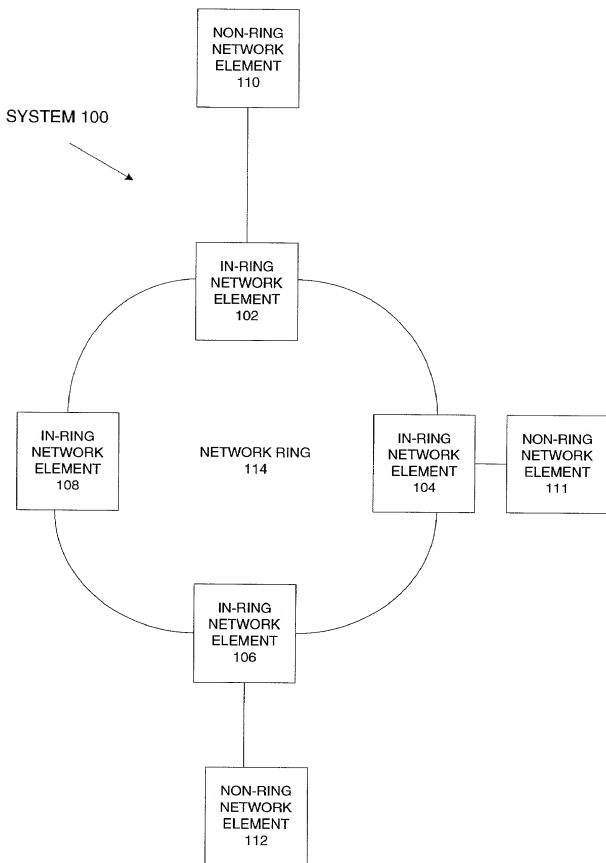 NON-RING
NETWORK
ELEMENT
110
SYSTEM 100
IN-RING
NETWORK
ELEMENT
102
IN-RING
NETWORK
ELEMENT
108
NETWORK RING
114
IN-RING
NETWORK
ELEMENT
104
NON-RING
NETWORK
ELEMENT
111
IN-RING
NETWORK
ELEMENT
106
NON-RING
NETWORK
ELEMENT
112